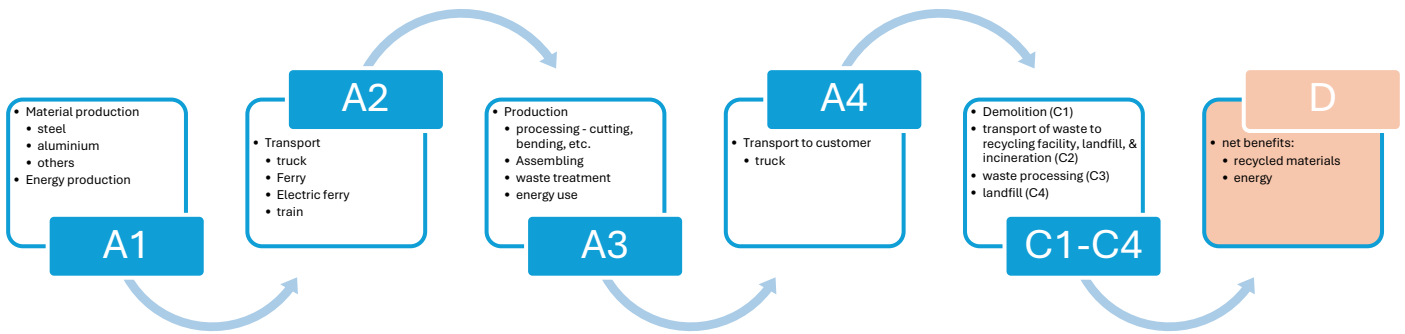 • Material production
• steel
• aluminium
• others
• Energy production
A1
A2
• Transport
• truck
• Ferry
• Electric ferry
• train
• Production
• processing - cutting,
bending, etc.
• Assembling
• waste treatment
• energy use
A3
A4
• Transport to customer
• truck
• Demolition (C1)
• transport of waste to
recycling facility, landfill, &
incineration (C2)
• waste processing (C3)
• landfill (C4)
C1-C4
D
• net benefits:
• recycled materials
• energy